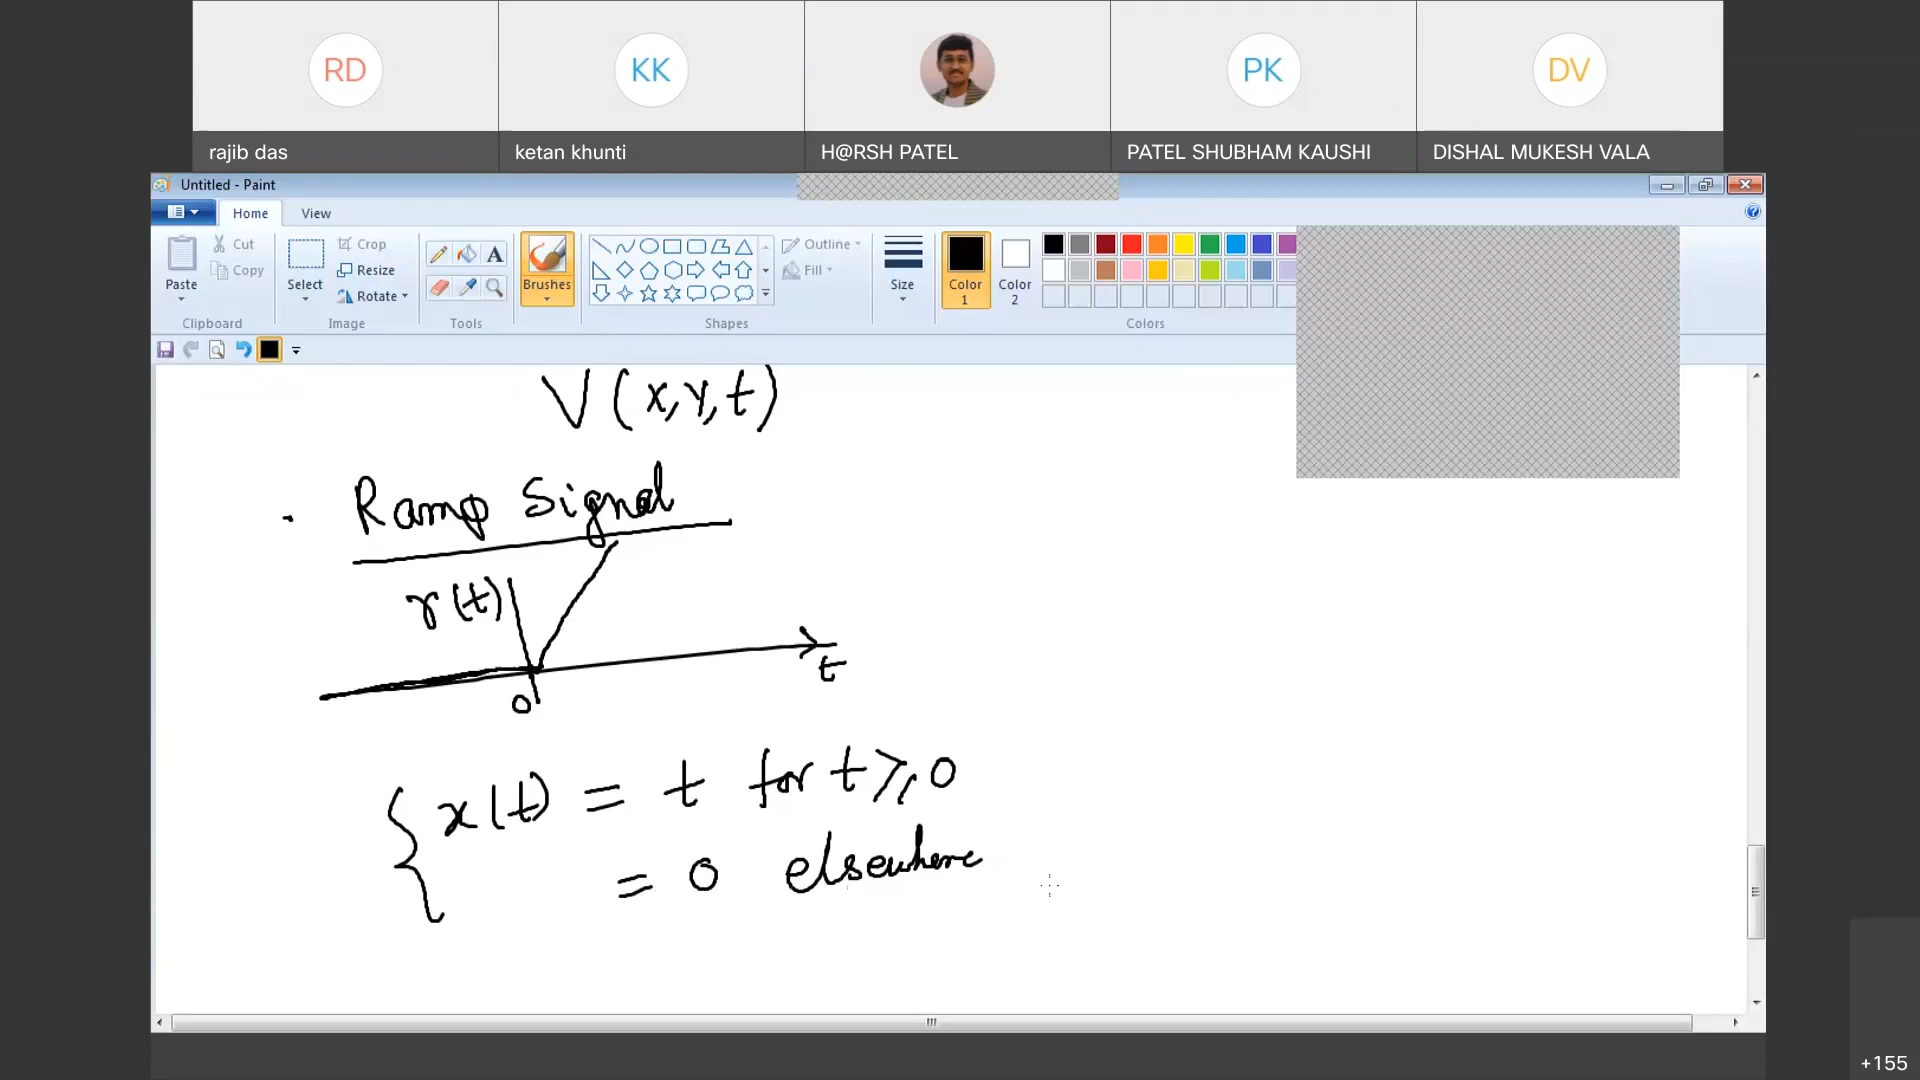 RD KK PK DV
rajib das ketan khunti H@RSH PATEL PATEL SHUBHAM KAUSHI DISHAL MUKESH VALA
Untitled - Paint
Home View
Cut Crop A Outline
Copy Resize Fill
Paste Select Rotate Brushes Size Color 1 Color 2
Clipboard Image Tools Shapes Colors
V(x,y,t)
. Ramp Signal
r(t)
t
0
{ x(t) = t for t ⩾ 0
= 0 elsewhere
+155